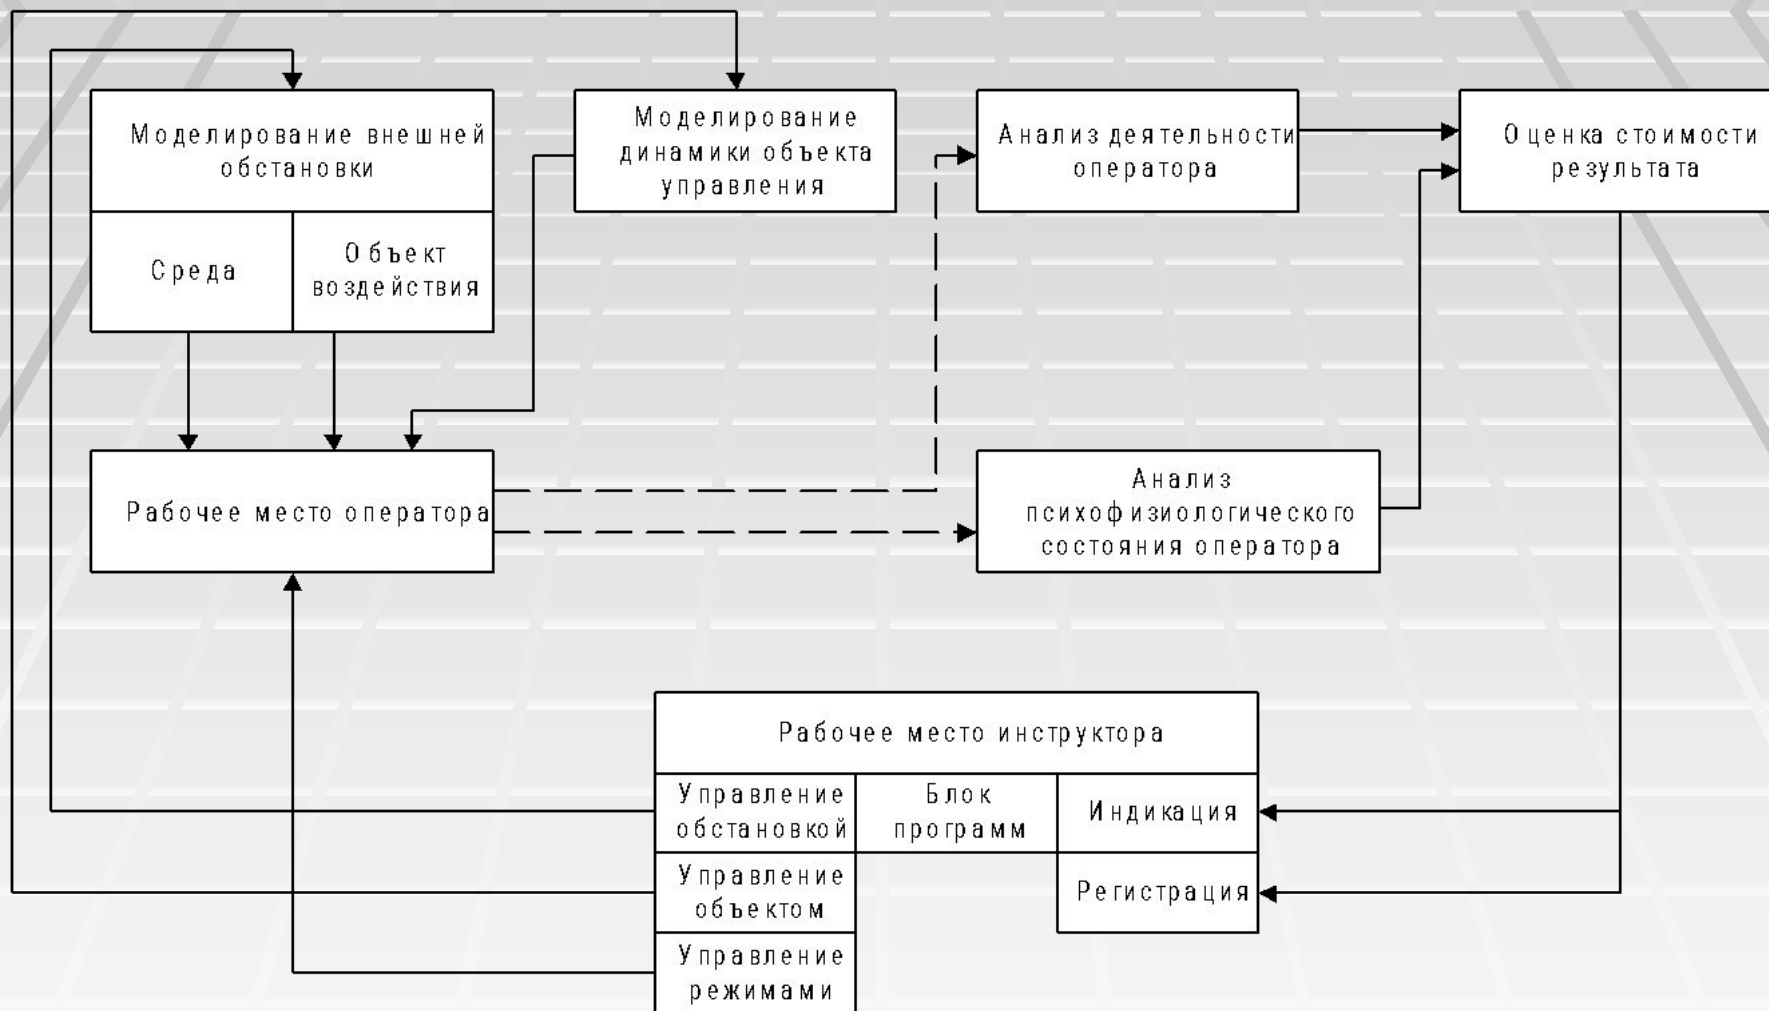 Моделирование внешней
обстановки
Среда
Объект
воздействия
Моделирование
динамики объекта
управления
Анализ деятельности
оператора
Оценка стоимости
результата
Рабочее место оператора
Анализ
психофизиологического
состояния оператора
Рабочее место инструктора
Управление
обстановкой
Блок
программ
Индикация
Управление
объектом
Регистрация
Управление
режимами